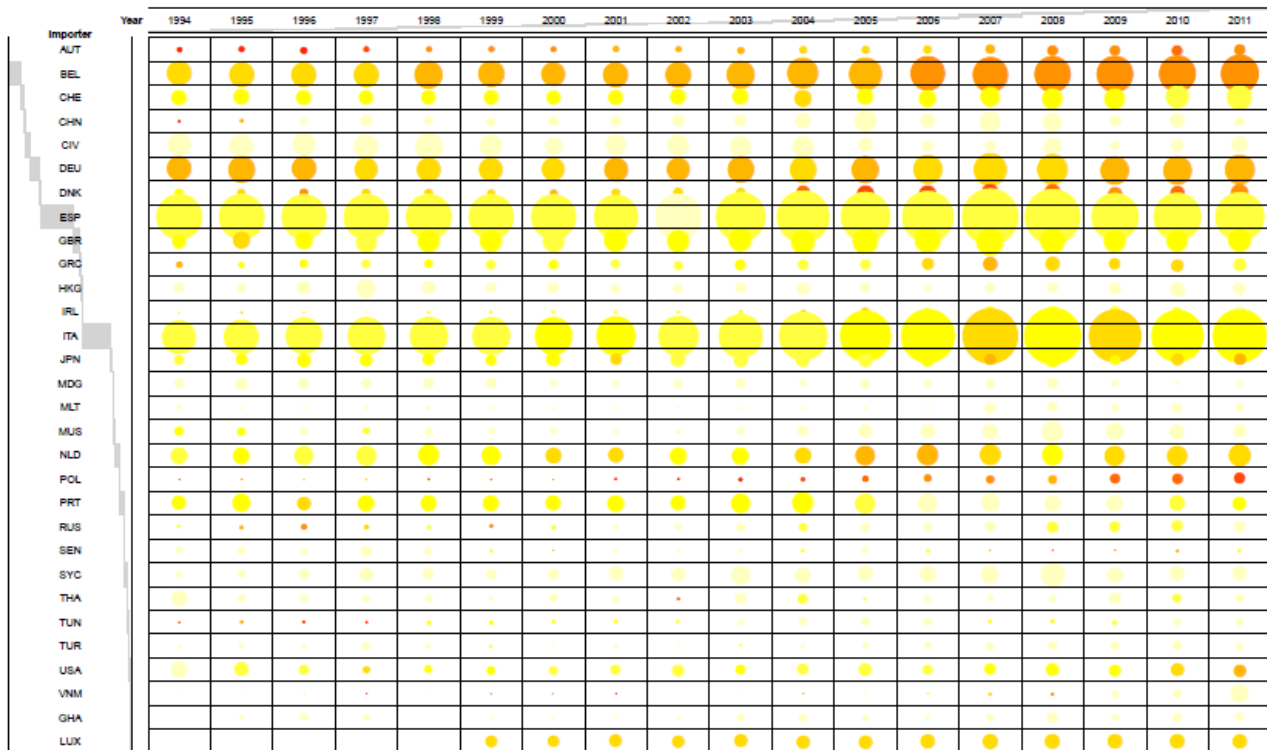 Year 1994 1995 1996 1997 1998 1999 2000 2001 2002 2003 2004 2005 2006 2007 2008 2009 2010 2011
Importer
AUT
BEL
CHE
CHN
CIV
DEU
DNK
ESP
GBR
GRC
HKG
IRL
ITA
JPN
MDG
MLT
MUS
NLD
POL
PRT
RUS
SEN
SYC
THA
TUN
TUR
USA
VNM
GHA
LUX